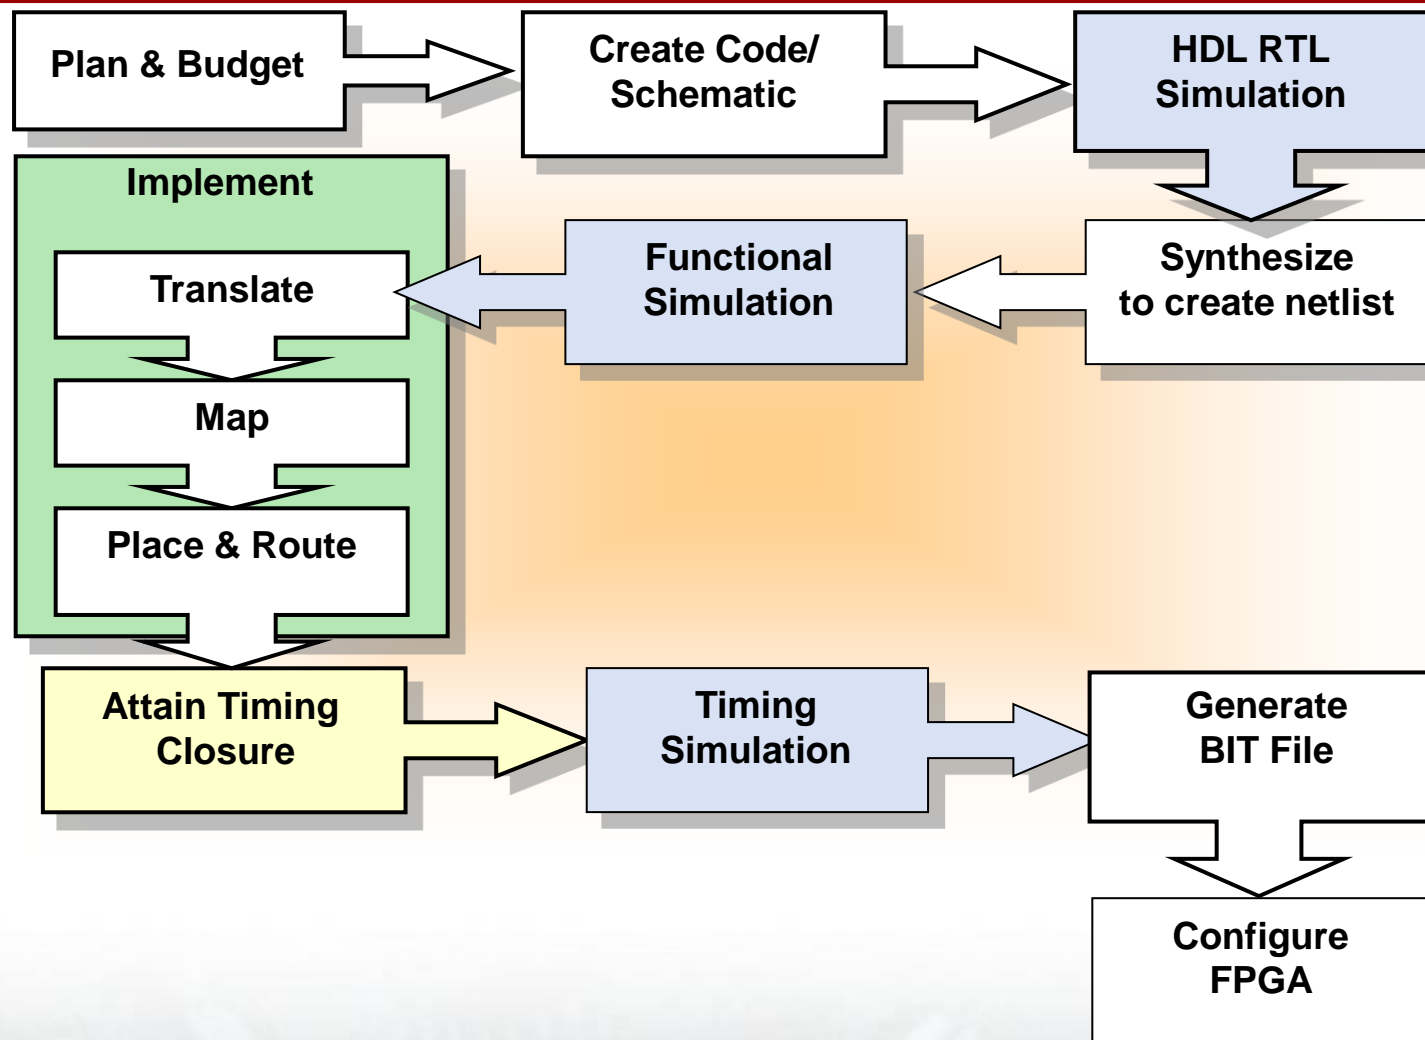 Plan & Budget
Create Code/
Schematic
HDL RTL
Simulation
Implement
Translate
Functional
Simulation
Synthesize
to create netlist
Map
Place & Route
Attain Timing
Closure
Timing
Simulation
Generate
BIT File
Configure
FPGA